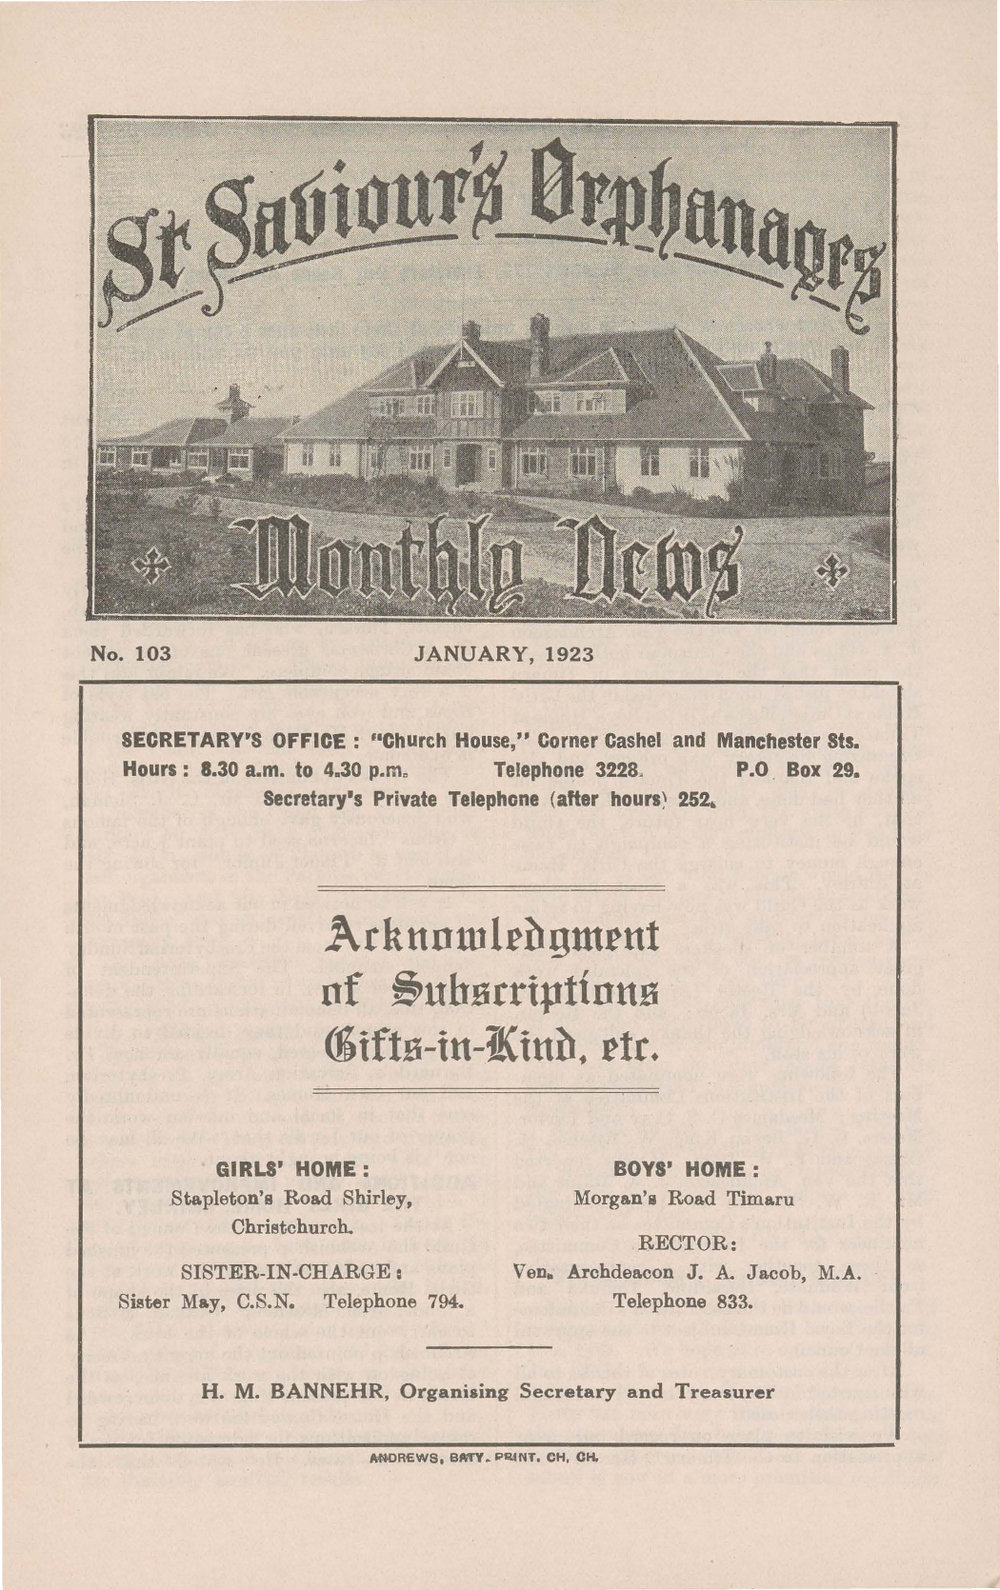 St Saviour's Orphanages
Monthly News
No. 103 JANUARY, 1923
SECRETARY'S OFFICE : "Church House," Corner Cashel and Manchester Sts.
Hours : 8.30 a.m. to 4.30 p.m. Telephone 3228. P.O. Box 29.
Secretary's Private Telephone (after hours) 252.
Acknowledgment
of Subscriptions
Gifts-in-Kind, etc.
GIRLS' HOME :
Stapleton's Road Shirley,
Christchurch.
SISTER-IN-CHARGE :
Sister May, C.S.N. Telephone 794.
BOYS' HOME :
Morgan's Road Timaru
RECTOR:
Ven. Archdeacon J. A. Jacob, M.A.
Telephone 833.
H. M. BANNEHR, Organising Secretary and Treasurer
ANDREWS, BATY. PRINT. CH, CH.